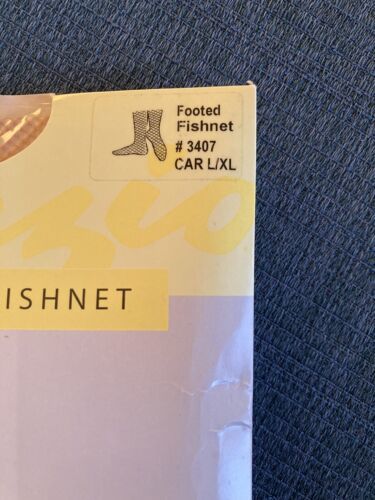 Footed
Fishnet
# 3407
CAR L/XL
ISHNET